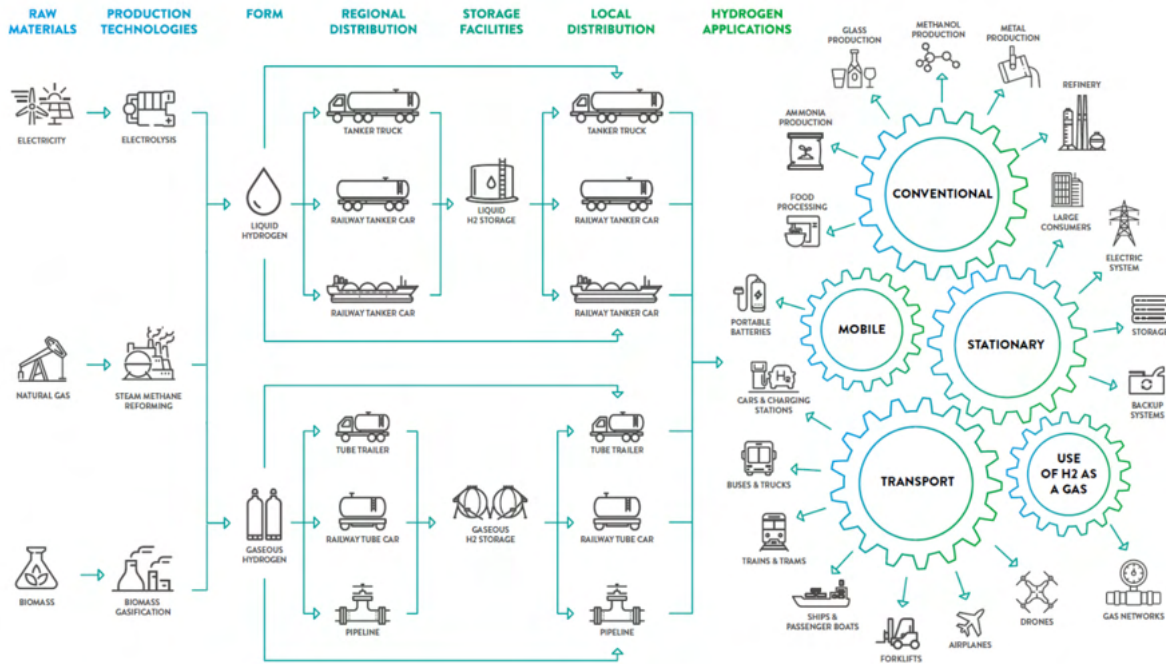 RAW
MATERIALS
PRODUCTION
TECHNOLOGIES
FORM
REGIONAL
DISTRIBUTION
STORAGE
FACILITIES
LOCAL
DISTRIBUTION
HYDROGEN
APPLICATIONS
ELECTRICITY
ELECTROLYSIS
NATURAL GAS
STEAM METHANE
REFORMING
BIOMASS
BIOMASS
GASIFICATION
LIQUID
HYDROGEN
GASEOUS
HYDROGEN
TANKER TRUCK
RAILWAY TANKER CAR
RAILWAY TANKER CAR
TUBE TRAILER
RAILWAY TUBE CAR
PIPELINE
LIQUID
H2 STORAGE
GASEOUS
H2 STORAGE
TANKER TRUCK
RAILWAY TANKER CAR
RAILWAY TANKER CAR
TUBE TRAILER
RAILWAY TUBE CAR
PIPELINE
CONVENTIONAL
GLASS
PRODUCTION
METHANOL
PRODUCTION
METAL
PRODUCTION
REFINERY
AMMONIA
PRODUCTION
FOOD
PROCESSING
MOBILE
PORTABLE
BATTERIES
STATIONARY
LARGE
CONSUMERS
ELECTRIC
SYSTEM
STORAGE
BACKUP
SYSTEMS
TRANSPORT
H2
CARS & CHARGING
STATIONS
BUSES & TRUCKS
TRAINS & TRAMS
SHIPS &
PASSENGER BOATS
FORKLIFTS
AIRPLANES
DRONES
USE
OF H2 AS
A GAS
GAS NETWORKS